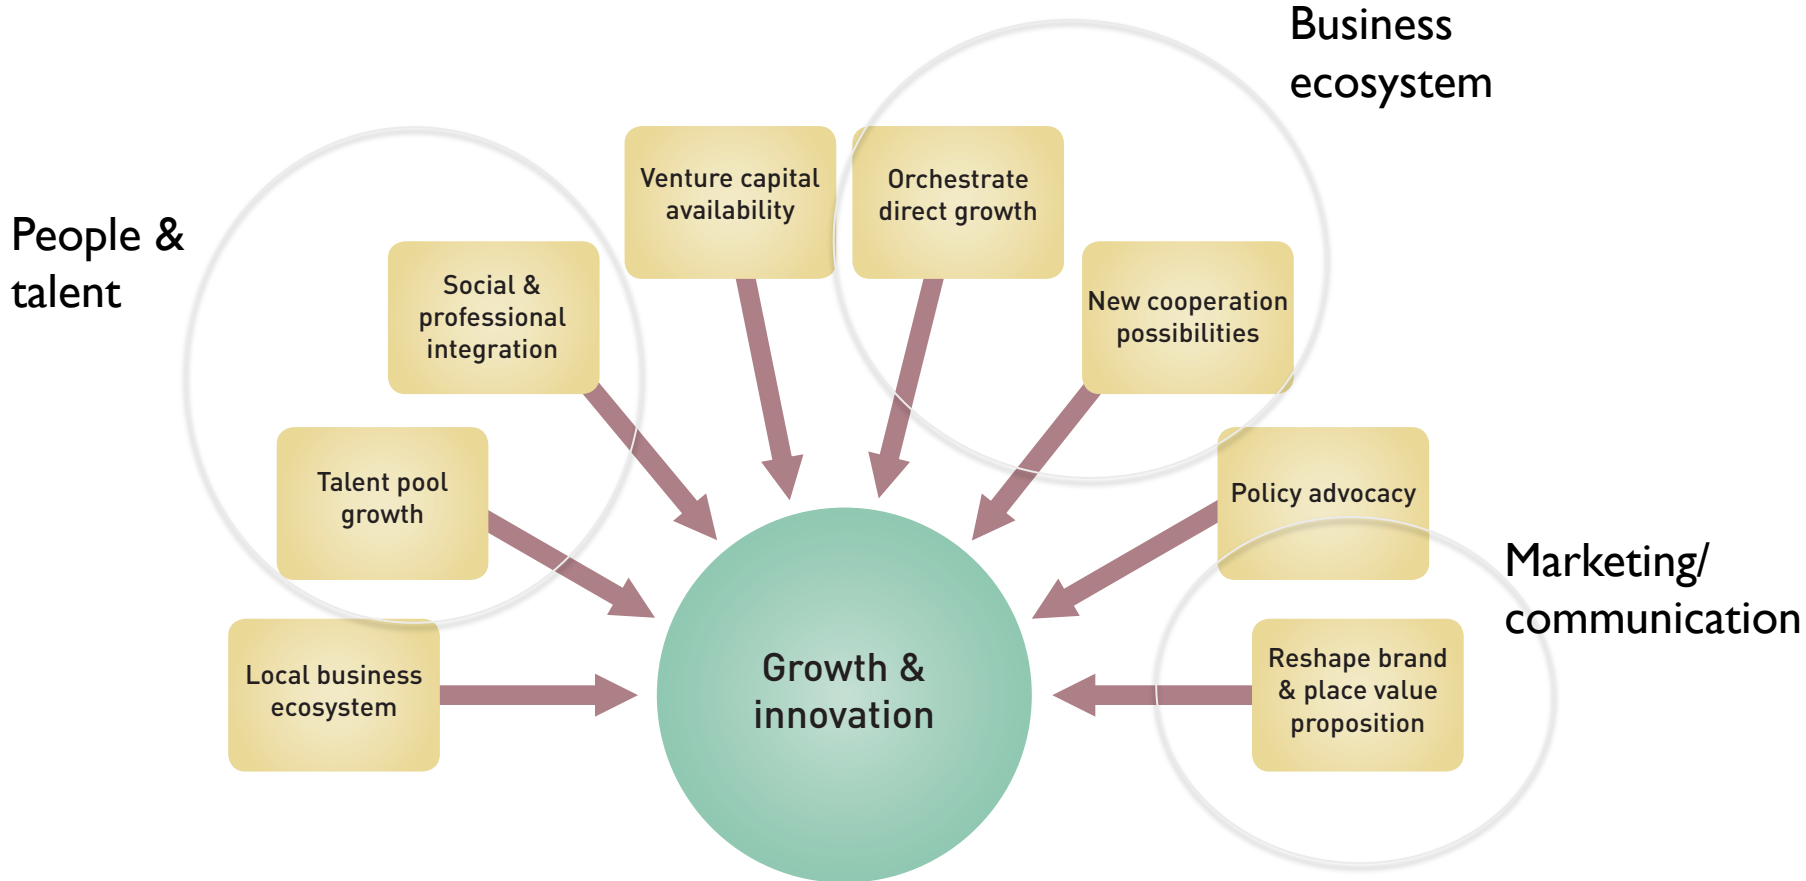 Business
ecosystem
People &
talent
Venture capital
availability
Orchestrate
direct growth
Social &
professional
integration
New cooperation
possibilities
Talent pool
growth
Policy advocacy
Marketing/
communication
Local business
ecosystem
Growth &
innovation
Reshape brand
& place value
proposition